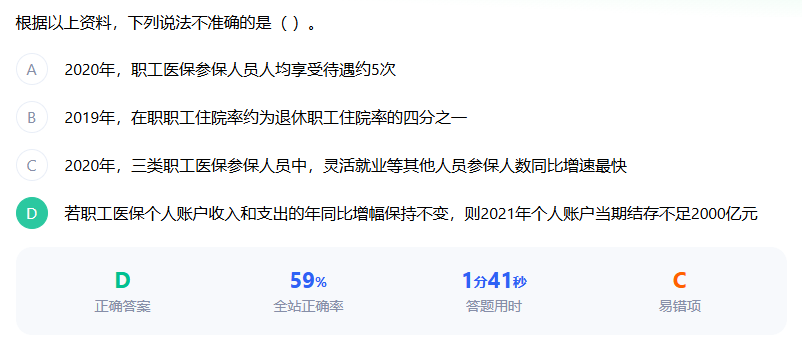 根据以上资料，下列说法不准确的是（ ）。
A 2020年，职工医保参保人员人均享受待遇约5次
B 2019年，在职职工住院率约为退休职工住院率的四分之一
C 2020年，三类职工医保参保人员中，灵活就业等其他人员参保人数同比增速最快
D 若职工医保个人账户收入和支出的年同比增幅保持不变，则2021年个人账户当期结存不足2000亿元
D 59% 1分41秒 C
正确答案 全站正确率 答题用时 易错项